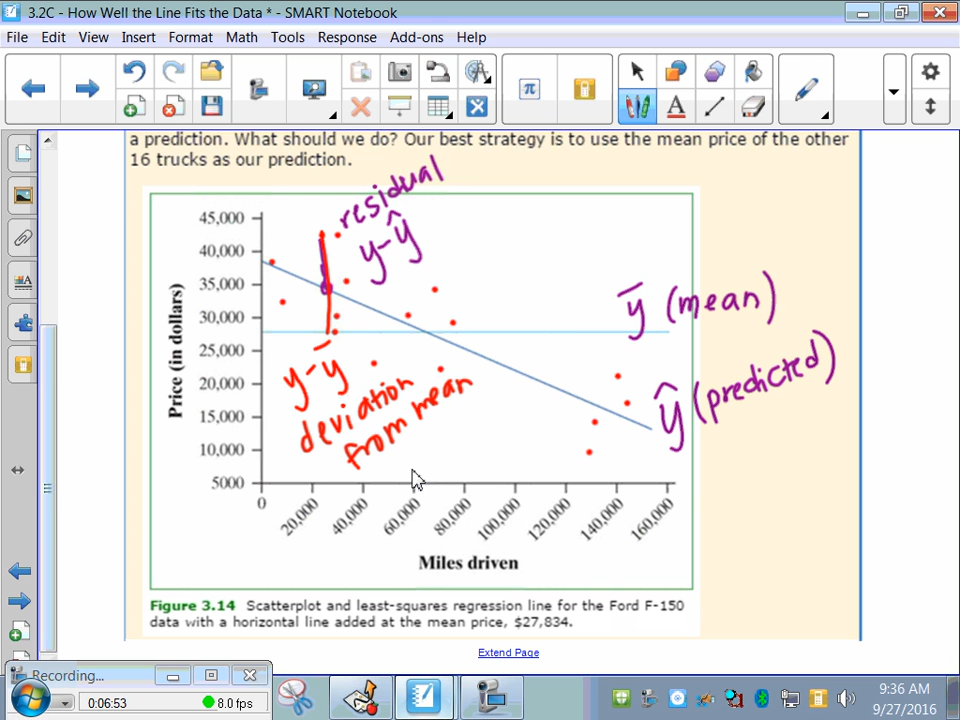 3.2C - How Well the Line Fits the Data * - SMART Notebook
File Edit View Insert Format Math Tools Response Add-ons Help
π
A
a prediction. What should we do? Our best strategy is to use the mean price of the other
16 trucks as our prediction.
residual
y-ŷ
ȳ (mean)
ŷ (predicted)
y-ȳ
deviation
from mean
Price (in dollars)
45,000
40,000
35,000
30,000
25,000
20,000
15,000
10,000
5000
0 20,000 40,000 60,000 80,000 100,000 120,000 140,000 160,000
Miles driven
Figure 3.14 Scatterplot and least-squares regression line for the Ford F-150
data with a horizontal line added at the mean price, $27,834.
Extend Page
Recording...
0:06:53 8.0 fps
9:36 AM
9/27/2016